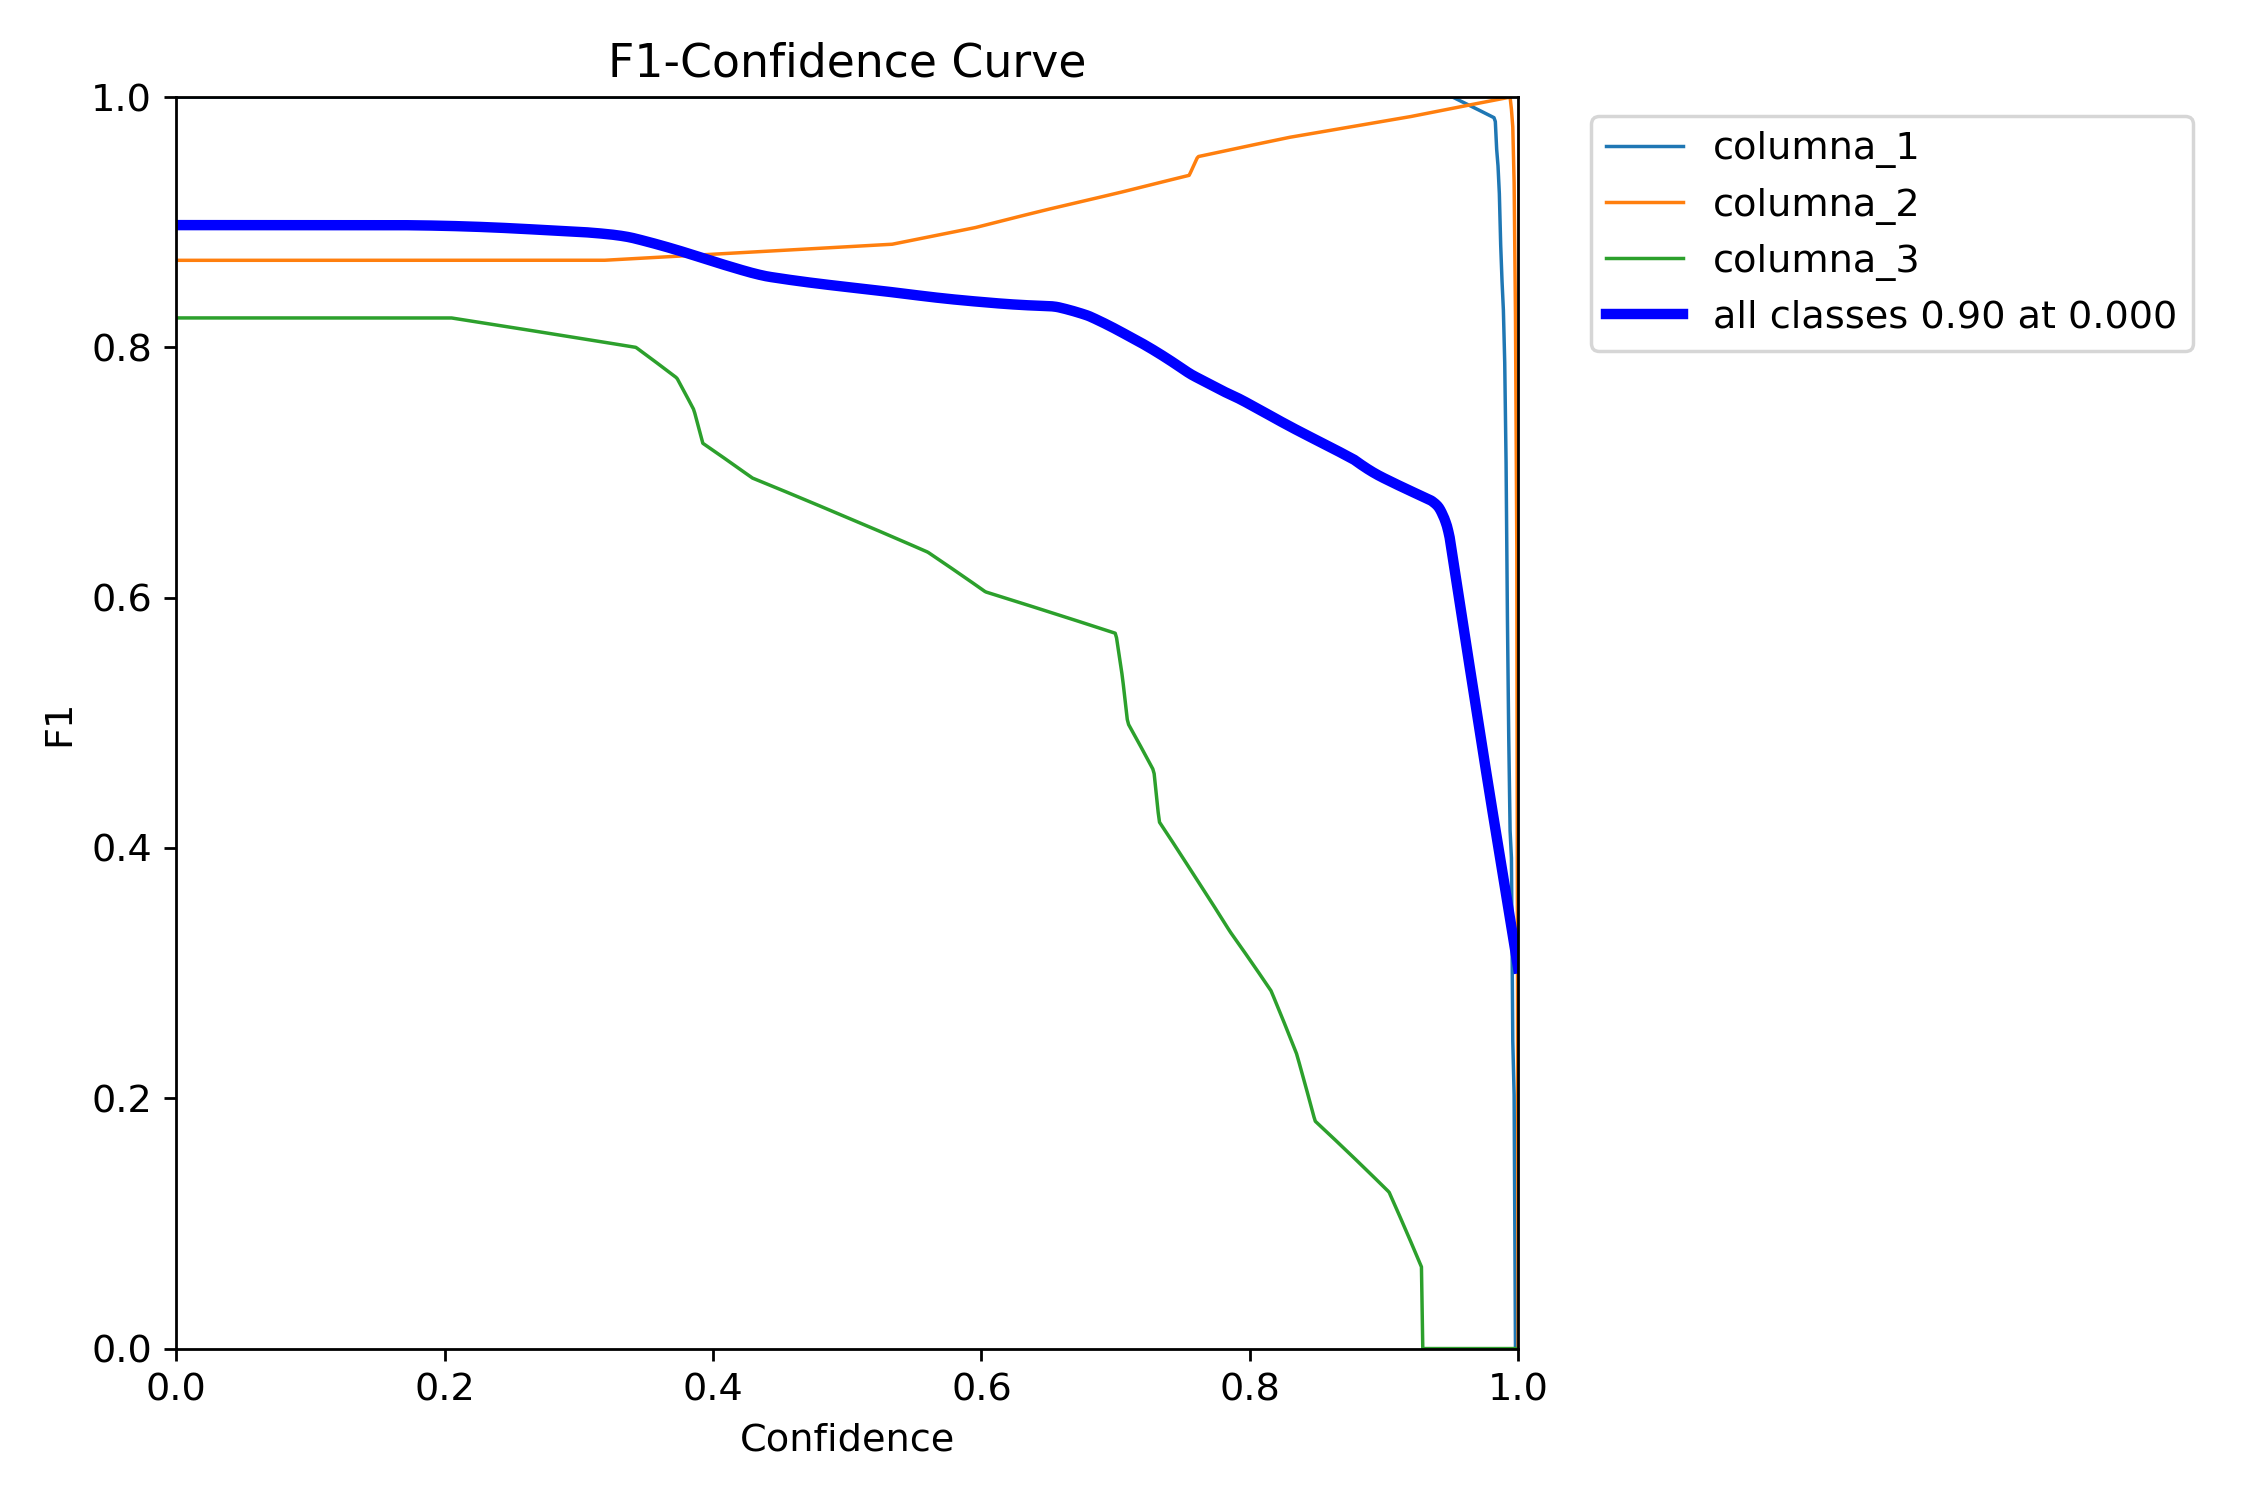 F1-Confidence Curve
1.0
0.8
0.6
0.4
0.2
0.0
F1
0.0 0.2 0.4 0.6 0.8 1.0
Confidence
columna_1
columna_2
columna_3
all classes 0.90 at 0.000